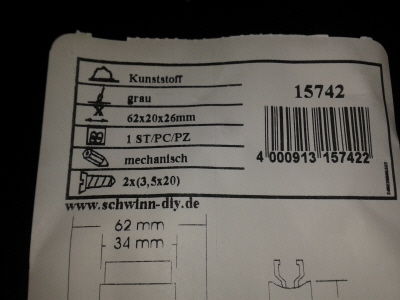 Kunststoff
15742
grau
62x20x26mm
1 ST/PC/PZ
mechanisch
4 000913 157422
2x(3,5x20)
www.schwinn-diy.de
62 mm
34 mm